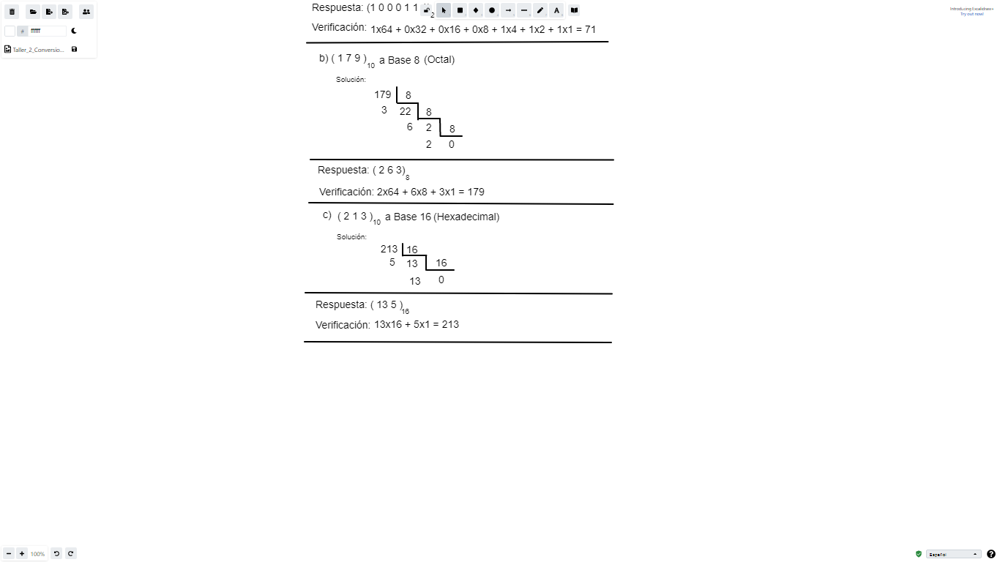 Respuesta: (1 0 0 0 1 1
2
Introducing Excalidraw+
Try out now!
# ffffff
Verificación: 1x64 + 0x32 + 0x16 + 0x8 + 1x4 + 1x2 + 1x1 = 71
Taller_2_Conversio...
b) ( 1 7 9 )10 a Base 8 (Octal)
Solución:
179 8
3 22 8
6 2 8
2 0
Respuesta: ( 2 6 3)8
Verificación: 2x64 + 6x8 + 3x1 = 179
c) ( 2 1 3 )10 a Base 16 (Hexadecimal)
Solución:
213 16
5 13 16
13 0
Respuesta: ( 13 5 )16
Verificación: 13x16 + 5x1 = 213
100%
Español